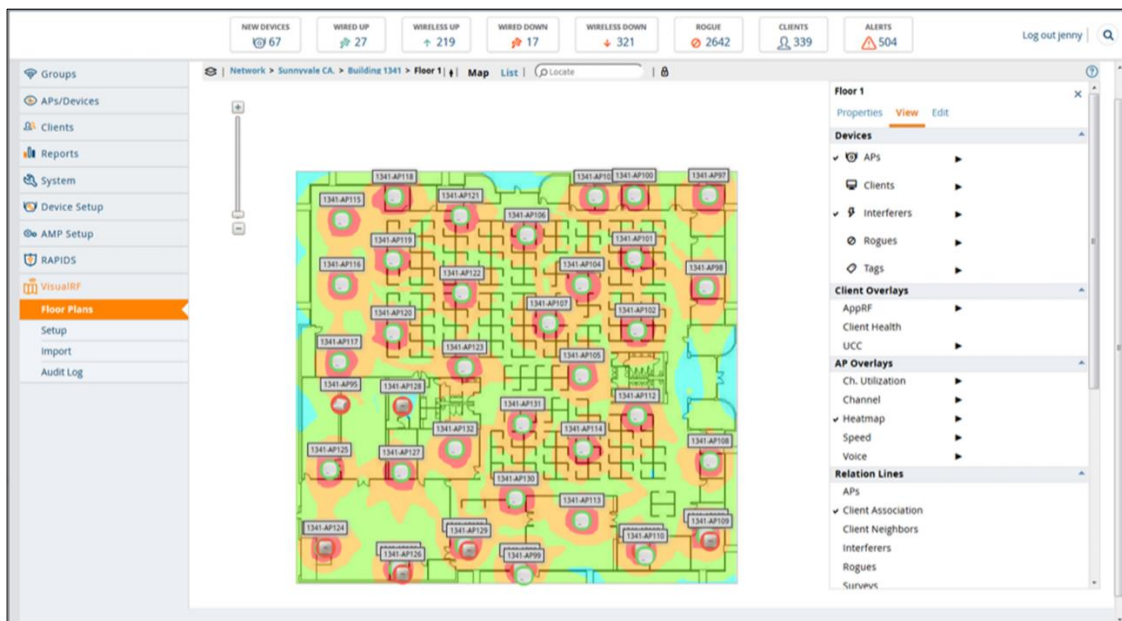 NEW DEVICES
67
WIRED UP
27
WIRELESS UP
219
WIRED DOWN
17
WIRELESS DOWN
321
ROGUE
2642
CLIENTS
339
ALERTS
504
Log out jenny
Groups
APs/Devices
Clients
Reports
System
Device Setup
AMP Setup
RAPIDS
VisualRF
Floor Plans
Setup
Import
Audit Log
Network > Sunnyvale CA. > Building 1341 > Floor 1 | Map List | Locate
1341-AP118
1341-AP10
1341-AP100
1341-AP97
1341-AP115
1341-AP121
1341-AP106
1341-AP119
1341-AP101
1341-AP116
1341-AP122
1341-AP104
1341-AP98
1341-AP107
1341-AP120
1341-AP102
1341-AP117
1341-AP123
1341-AP105
1341-AP95
1341-AP128
1341-AP112
1341-AP131
1341-AP132
1341-AP114
1341-AP108
1341-AP125
1341-AP127
1341-AP130
1341-AP113
1341-AP124
1341-AP129
1341-AP109
1341-AP110
1341-AP126
1341-AP99
Floor 1
Properties View Edit
Devices
APs
Clients
Interferers
Rogues
Tags
Client Overlays
AppRF
Client Health
UCC
AP Overlays
Ch. Utilization
Channel
Heatmap
Speed
Voice
Relation Lines
APs
Client Association
Client Neighbors
Interferers
Rogues
Surveys